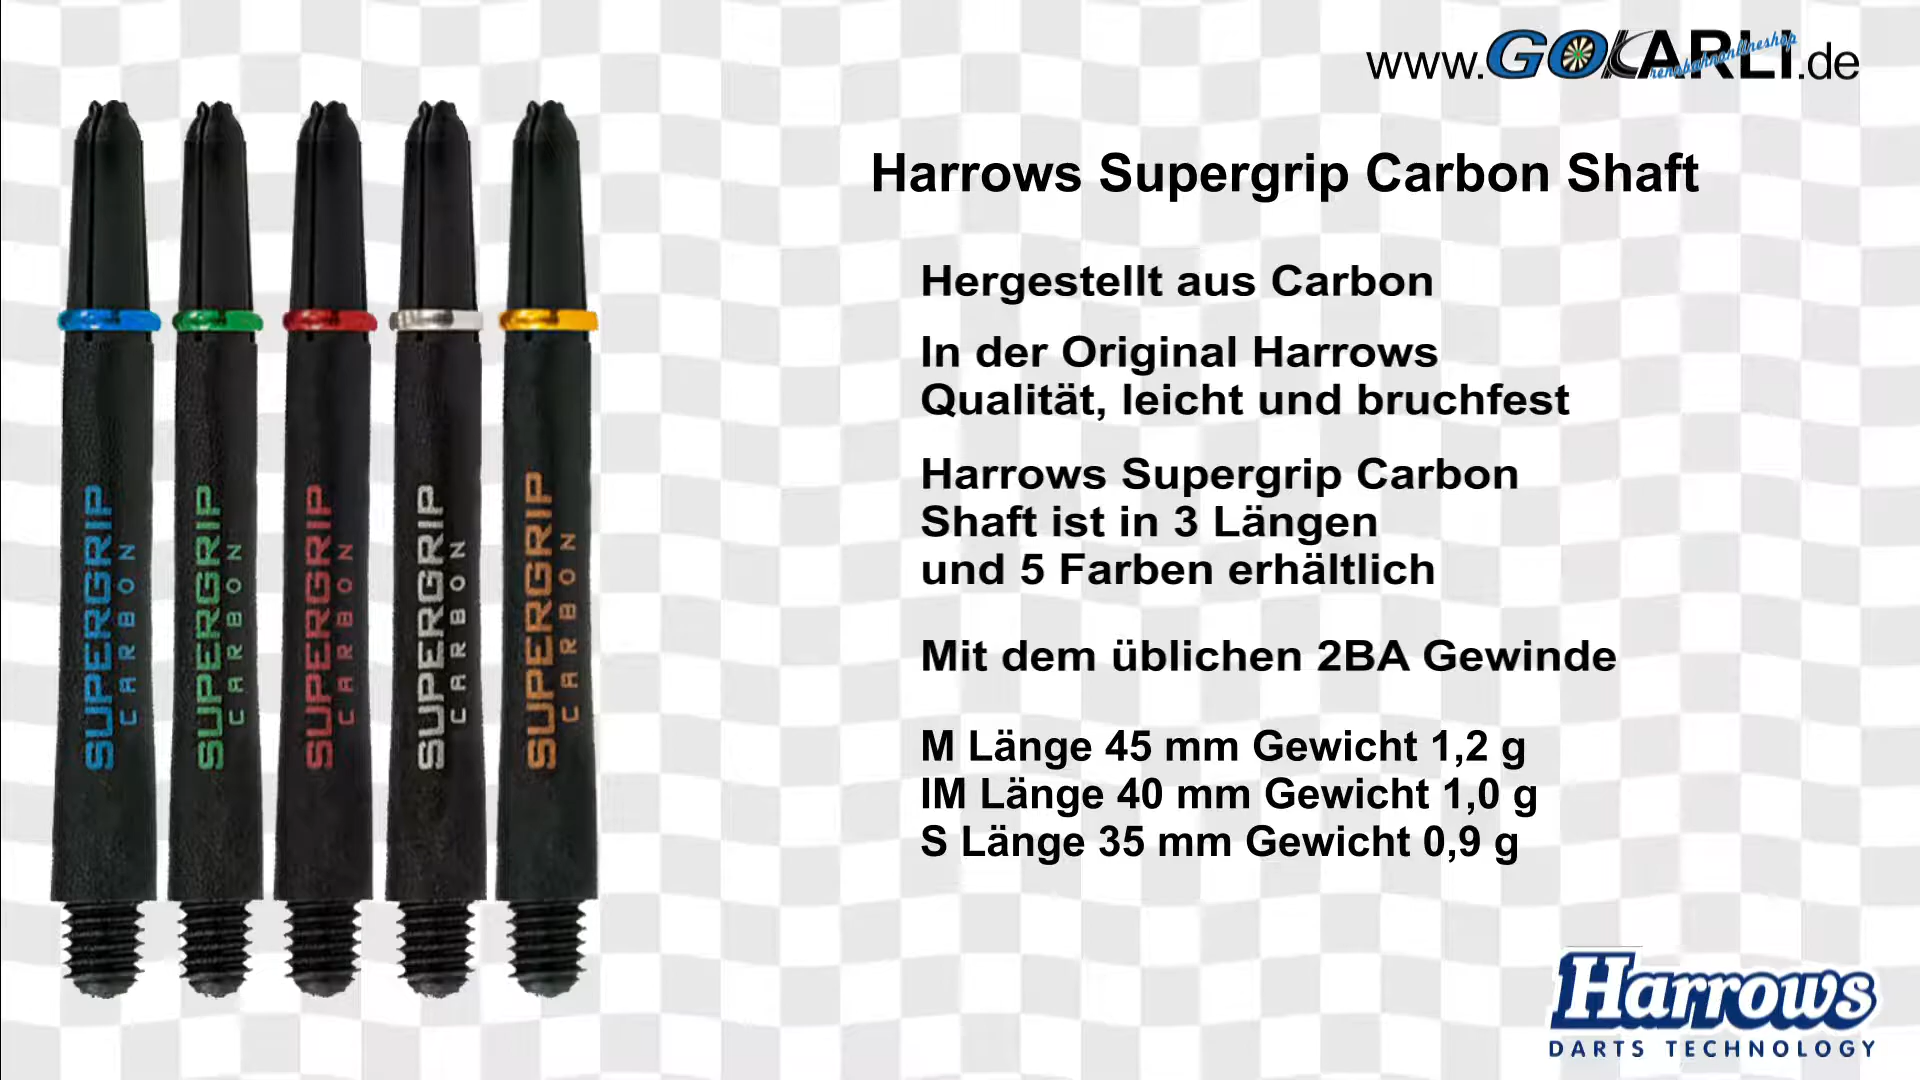 www.GOKARLI.de
rennbahnonlineshop
Harrows Supergrip Carbon Shaft
Hergestellt aus Carbon
In der Original Harrows
Qualität, leicht und bruchfest
Harrows Supergrip Carbon
Shaft ist in 3 Längen
und 5 Farben erhältlich
Mit dem üblichen 2BA Gewinde
M Länge 45 mm Gewicht 1,2 g
IM Länge 40 mm Gewicht 1,0 g
S Länge 35 mm Gewicht 0,9 g
SUPERGRIP
CARBON
SUPERGRIP
CARBON
SUPERGRIP
CARBON
SUPERGRIP
CARBON
SUPERGRIP
CARBON
Harrows
DARTS TECHNOLOGY